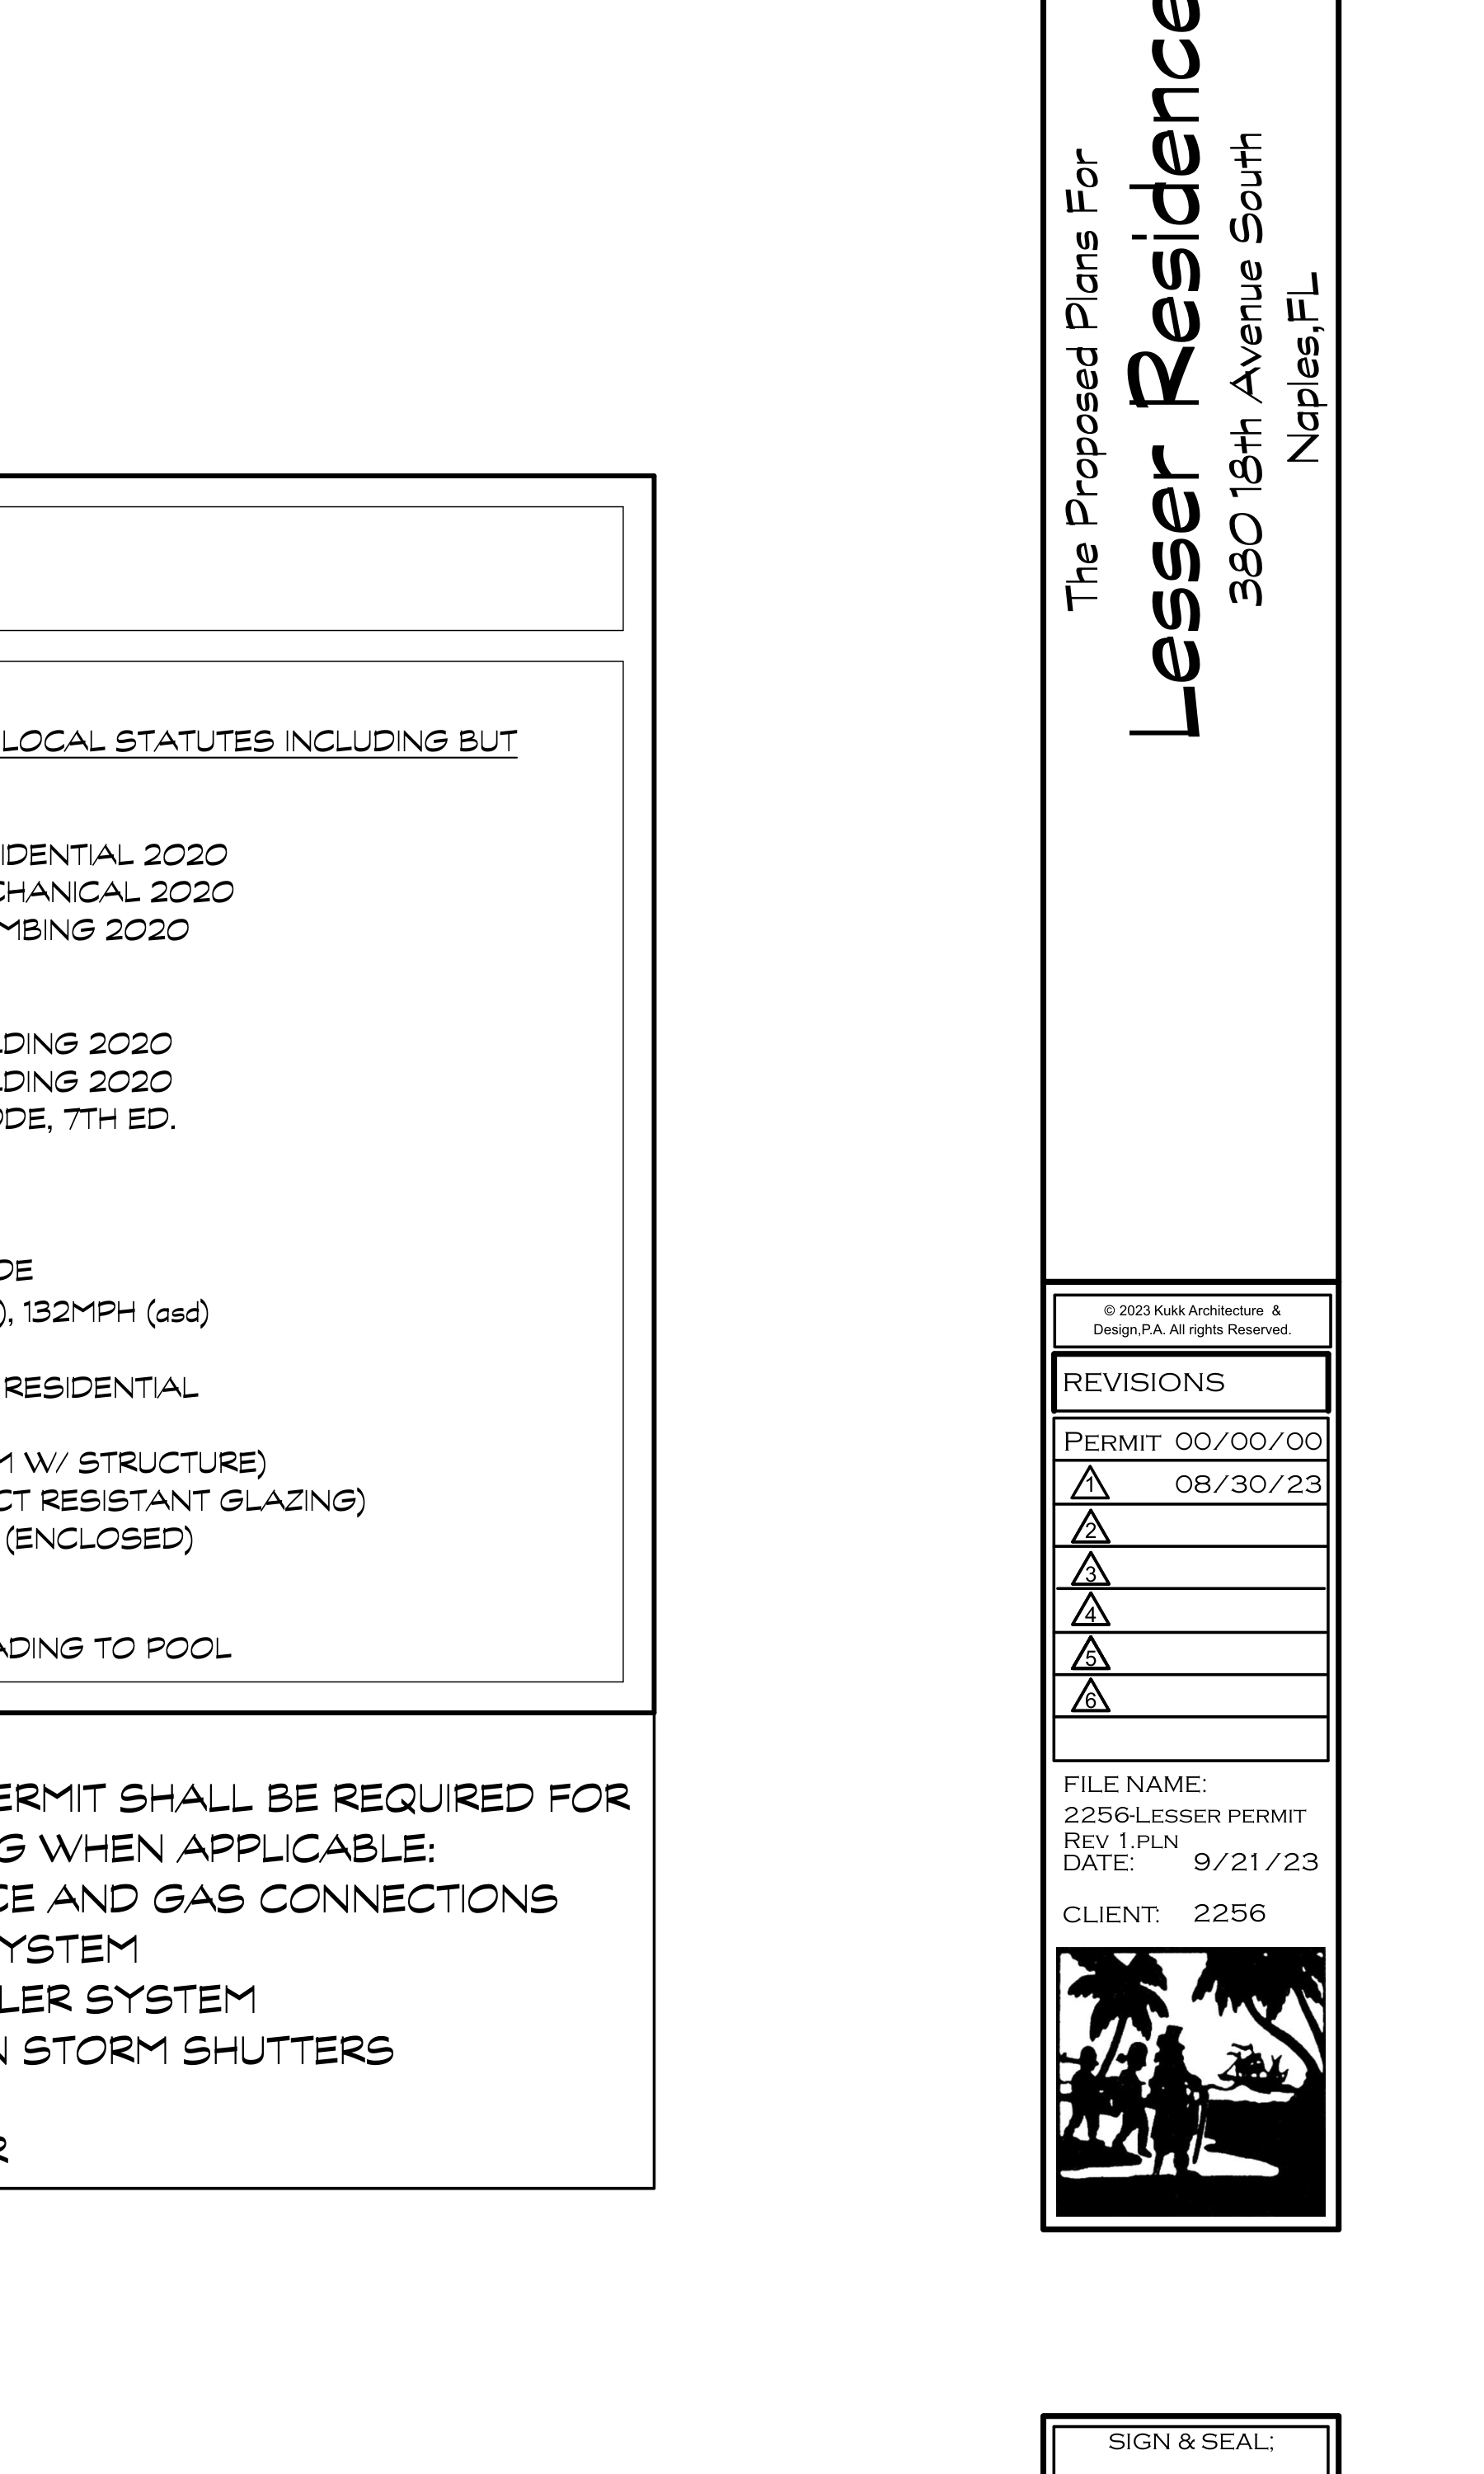 LOCAL STATUTES INCLUDING BUT
IDENTIAL 2020
CHANICAL 2020
MBING 2020
LDING 2020
LDING 2020
ODE, 7TH ED.
DE
), 132MPH (asd)
RESIDENTIAL
M W/ STRUCTURE)
CT RESISTANT GLAZING)
(ENCLOSED)
ADING TO POOL
ERMIT SHALL BE REQUIRED FOR
G WHEN APPLICABLE:
CE AND GAS CONNECTIONS
YSTEM
LER SYSTEM
N STORM SHUTTERS
R
The Proposed Plans For
Lesser Residence
380 18th Avenue South
Naples,FL
© 2023 Kukk Architecture &
Design,P.A. All rights Reserved.
REVISIONS
PERMIT 00/00/00
1 08/30/23
2
3
4
5
6
FILE NAME:
2256-LESSER PERMIT
REV 1.PLN
DATE: 9/21/23
CLIENT: 2256
SIGN & SEAL;